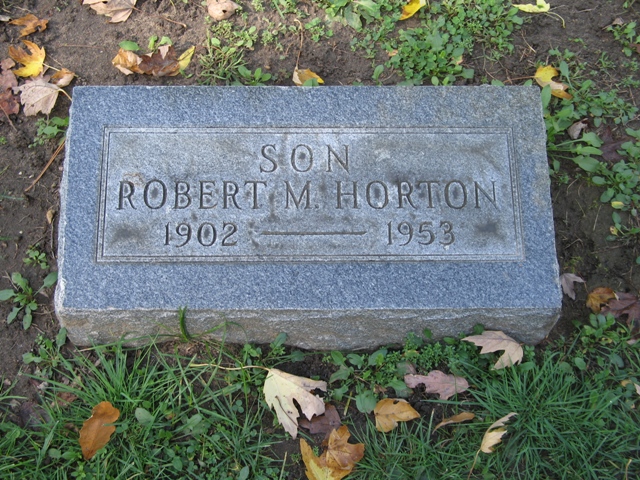 SON
ROBERT M. HORTON
1902 — 1953